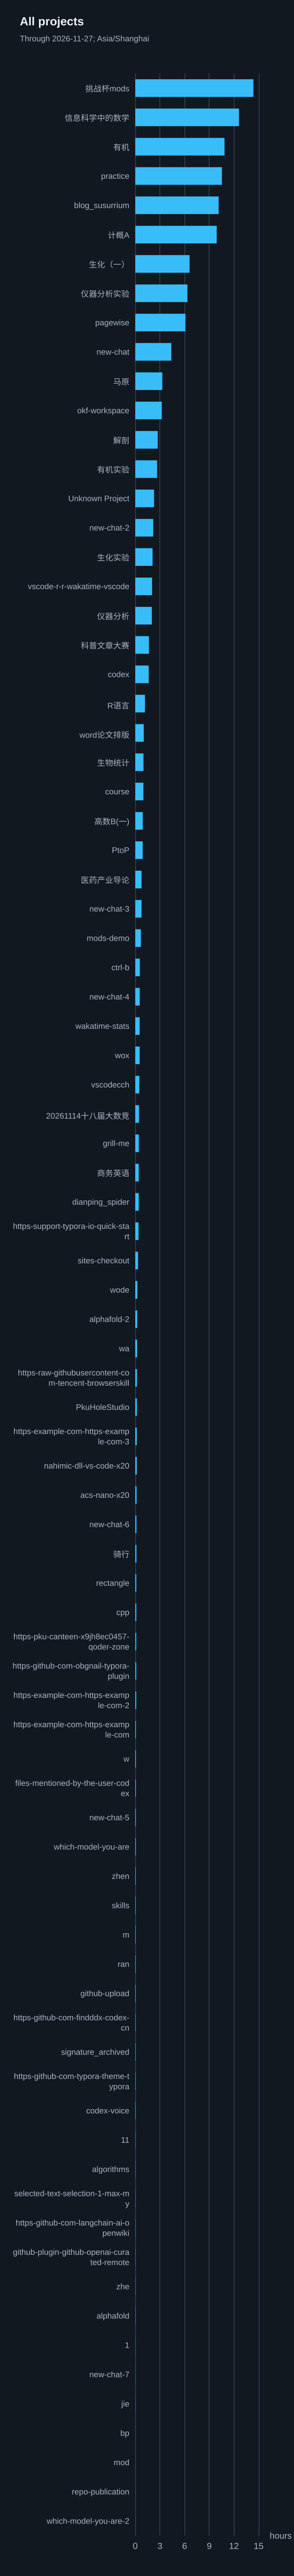 All projects
Through 2026-11-27; Asia/Shanghai
挑战杯mods
信息科学中的数学
有机
practice
blog_susurrium
计概A
生化（一）
仪器分析实验
pagewise
new-chat
马原
okf-workspace
解剖
有机实验
Unknown Project
new-chat-2
生化实验
vscode-r-r-wakatime-vscode
仪器分析
科普文章大赛
codex
R语言
word论文排版
生物统计
course
高数B(一)
PtoP
医药产业导论
new-chat-3
mods-demo
ctrl-b
new-chat-4
wakatime-stats
wox
vscodecch
20261114十八届大数竞
grill-me
商务英语
dianping_spider
https-support-typora-io-quick-sta
rt
sites-checkout
wode
alphafold-2
wa
https-raw-githubusercontent-co
m-tencent-browserskill
PkuHoleStudio
https-example-com-https-examp
le-com-3
nahimic-dll-vs-code-x20
acs-nano-x20
new-chat-6
骑行
rectangle
cpp
https-pku-canteen-x9jh8ec0457-
qoder-zone
https-github-com-obgnail-typora-
plugin
https-example-com-https-examp
le-com-2
https-example-com-https-examp
le-com
w
files-mentioned-by-the-user-cod
ex
new-chat-5
which-model-you-are
zhen
skills
m
ran
github-upload
https-github-com-findddx-codex-
cn
signature_archived
https-github-com-typora-theme-t
ypora
codex-voice
11
algorithms
selected-text-selection-1-max-m
y
https-github-com-langchain-ai-o
penwiki
github-plugin-github-openai-cura
ted-remote
zhe
alphafold
1
new-chat-7
jie
bp
mod
repo-publication
which-model-you-are-2
hours
0 3 6 9 12 15